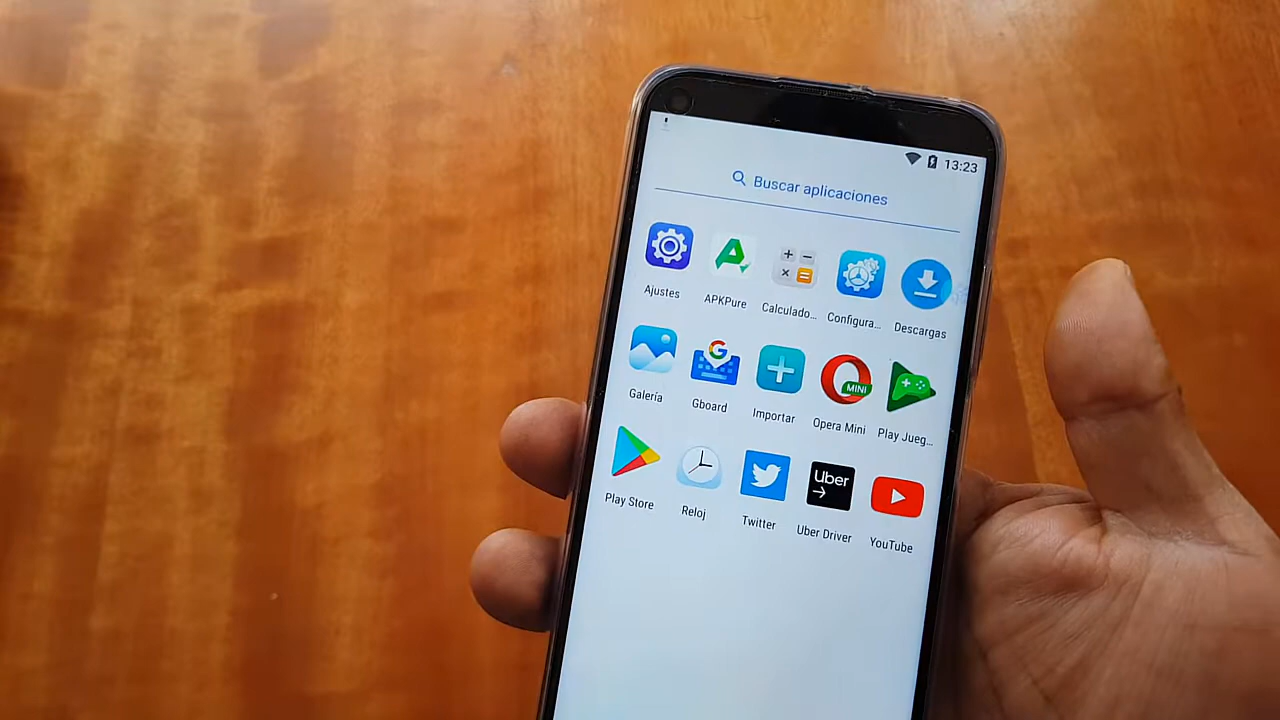 13:23
Buscar aplicaciones
Ajustes
APKPure
Calculado...
Configura...
Descargas
G
MINI
Galería
Gboard
Importar
Opera Mini
Play Jueg...
Uber
Play Store
Reloj
Twitter
Uber Driver
YouTube